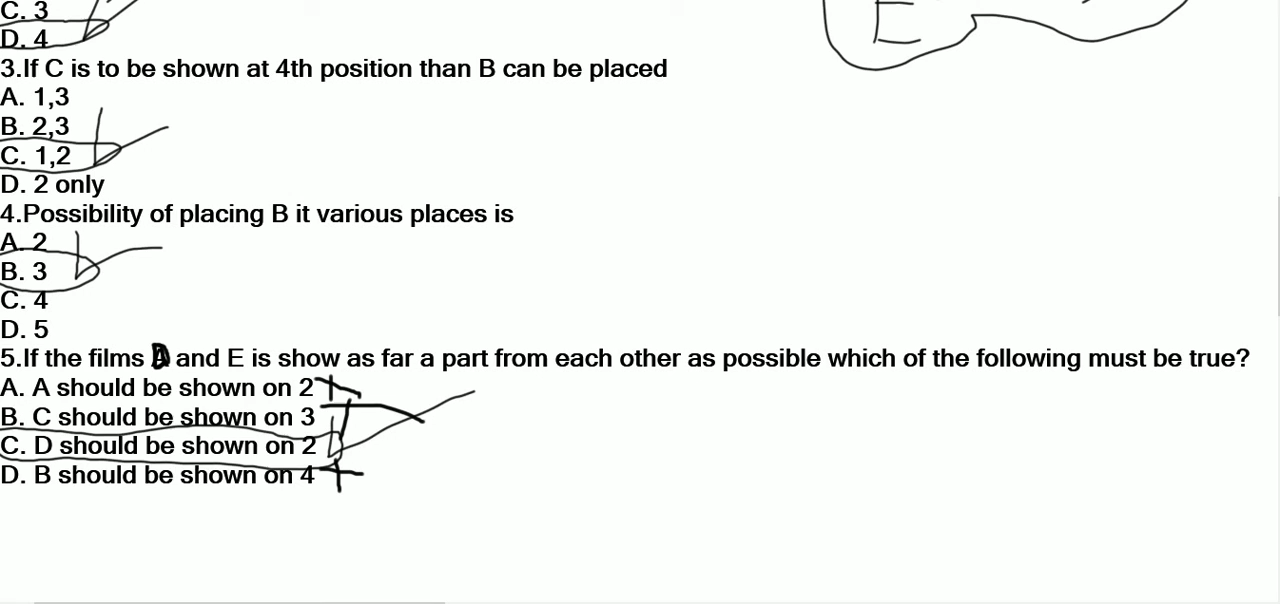 C. 3
E
D. 4
3.If C is to be shown at 4th position than B can be placed
A. 1,3
B. 2,3
C. 1,2
D. 2 only
4.Possibility of placing B it various places is
A. 2
B. 3
C. 4
D. 5
5.If the films D and E is show as far a part from each other as possible which of the following must be true?
A. A should be shown on 2
B. C should be shown on 3
C. D should be shown on 2
D. B should be shown on 4